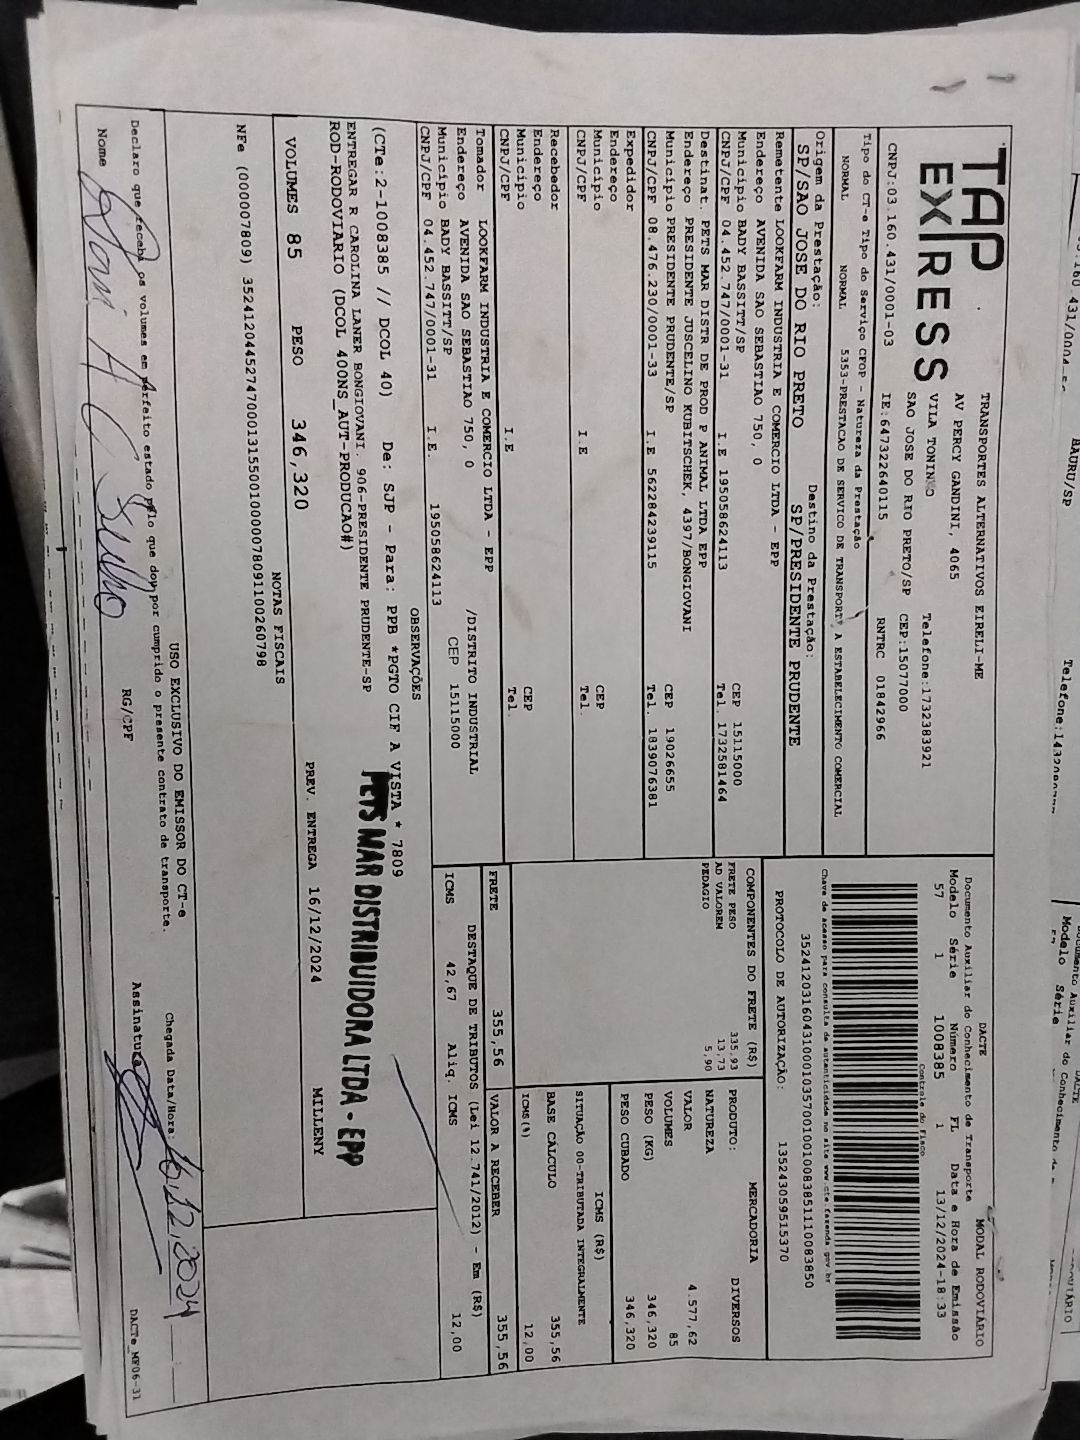 TAP
EXPRESS
TRANSPORTES ALTERNATIVOS EIRELI-ME
AV PERCY GANDINI, 4065
VILA TONINHO Telefone:1732383921
SAO JOSE DO RIO PRETO/SP CEP:15077000
CNPJ:03.160.431/0001-03 IE:647322640115 RNTRC 01842966
Tipo do CT-e Tipo do Serviço CFOP - Natureza da Prestação
NORMAL NORMAL 5353-PRESTACAO DE SERVICO DE TRANSPORTE A ESTABELECIMENTO COMERCIAL
Origem da Prestação: Destino da Prestação:
SP/SAO JOSE DO RIO PRETO SP/PRESIDENTE PRUDENTE
Remetente LOOKFARM INDUSTRIA E COMERCIO LTDA - EPP
Endereço AVENIDA SAO SEBASTIAO 750, 0
Município BADY BASSITT/SP CEP 15115000
CNPJ/CPF 04.452.747/0001-31 I.E 195058624113 Tel. 1732581464
Destinat. PETS MAR DISTR DE PROD P ANIMAL LTDA EPP
Endereço PRESIDENTE JUSCELINO KUBITSCHEK, 4397/BONGIOVANI
Município PRESIDENTE PRUDENTE/SP CEP 19026655
CNPJ/CPF 08.476.230/0001-33 I.E 562284239115 Tel. 1839076381
Expedidor
Endereço
Município CEP
CNPJ/CPF I.E Tel.
Recebedor
Endereço
Município CEP
CNPJ/CPF I.E Tel.
Tomador LOOKFARM INDUSTRIA E COMERCIO LTDA - EPP
Endereço AVENIDA SAO SEBASTIAO 750, 0 /DISTRITO INDUSTRIAL
Município BADY BASSITT/SP CEP 15115000
CNPJ/CPF 04.452.747/0001-31 I.E. 195058624113
DACTE MODAL RODOVIÁRIO
Documento Auxiliar do Conhecimento de Transporte
Modelo Série Número FL Data e Hora de Emissão
57 1 1008385 1 13/12/2024-18:33
Controle do Fisco
Chave de acesso para consulta de autenticidade no site www.cte.fazenda.gov.br
35241203160431000103570010010083851110083850
PROTOCOLO DE AUTORIZAÇÃO: 135243059515370
COMPONENTES DO FRETE (R$)
FRETE PESO 335,93
AD VALOREM 13,73
PEDAGIO 5,90
MERCADORIA
PRODUTO: DIVERSOS
NATUREZA
VALOR 4.577,62
VOLUMES 85
PESO (KG) 346,320
PESO CUBADO 346,320
ICMS (R$)
SITUAÇÃO 00-TRIBUTADA INTEGRALMENTE
BASE CÁLCULO 355,56
ICMS(%) 12,00
FRETE 355,56 VALOR A RECEBER 355,56
DESTAQUE DE TRIBUTOS (Lei 12.741/2012) - Em (R$)
ICMS 42,67 Alíq. ICMS 12,00
OBSERVAÇÕES
(CTe:2-1008385 // DCOL 40) De: SJP - Para: PPB *PGTO CIF A VISTA * 7809
ENTREGAR R CAROLINA LANER BONGIOVANI. 906-PRESIDENTE PRUDENTE-SP
ROD-RODOVIARIO (DCOL 400NS_AUT-PRODUCAO#)
PETS MAR DISTRIBUIDORA LTDA - EPP
VOLUMES 85 PESO 346,320 PREV. ENTREGA 16/12/2024 MILLENY
NOTAS FISCAIS
NFe (000007809) 35241204452747000131550010000078091100260798
USO EXCLUSIVO DO EMISSOR DO CT-e
Declaro que recebi os volumes em perfeito estado pelo que dou por cumprido o presente contrato de transporte.
Chegada Data/Hora: 16.12.2024
Nome RG/CPF Assinatura
DACTe_MF06-31